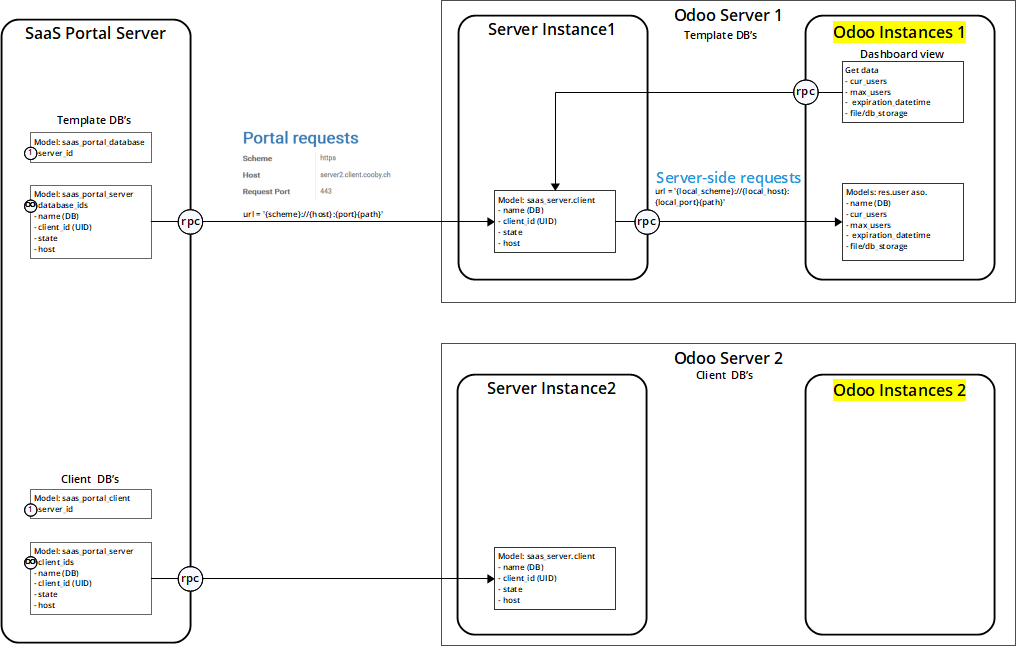 SaaS Portal Server
Template DB's
Model: saas_portal_database
1
server_id
Model: saas_portal_server
database_ids
- name (DB)
- client_id (UID)
- state
- host
rpc
Portal requests
Scheme https
Host server2.client.cooby.ch
Request Port 443
url = '{scheme}://{host}:{port}{path}'
Odoo Server 1
Template DB's
Server Instance1
Model: saas_server.client
- name (DB)
- client_id (UID)
- state
- host
rpc
Server-side requests
url = '{local_scheme}://{local_host}:
{local_port}{path}'
Odoo Instances 1
Dashboard view
Get data
- cur_users
- max_users
- expiration_datetime
- file/db_storage
rpc
Models: res.user aso.
- name (DB)
- cur_users
- max_users
- expiration_datetime
- file/db_storage
Client DB's
Model: saas_portal_client
1
server_id
Model: saas_portal_server
client_ids
- name (DB)
- client_id (UID)
- state
- host
rpc
Odoo Server 2
Client DB's
Server Instance2
Model: saas_server.client
- name (DB)
- client_id (UID)
- state
- host
Odoo Instances 2